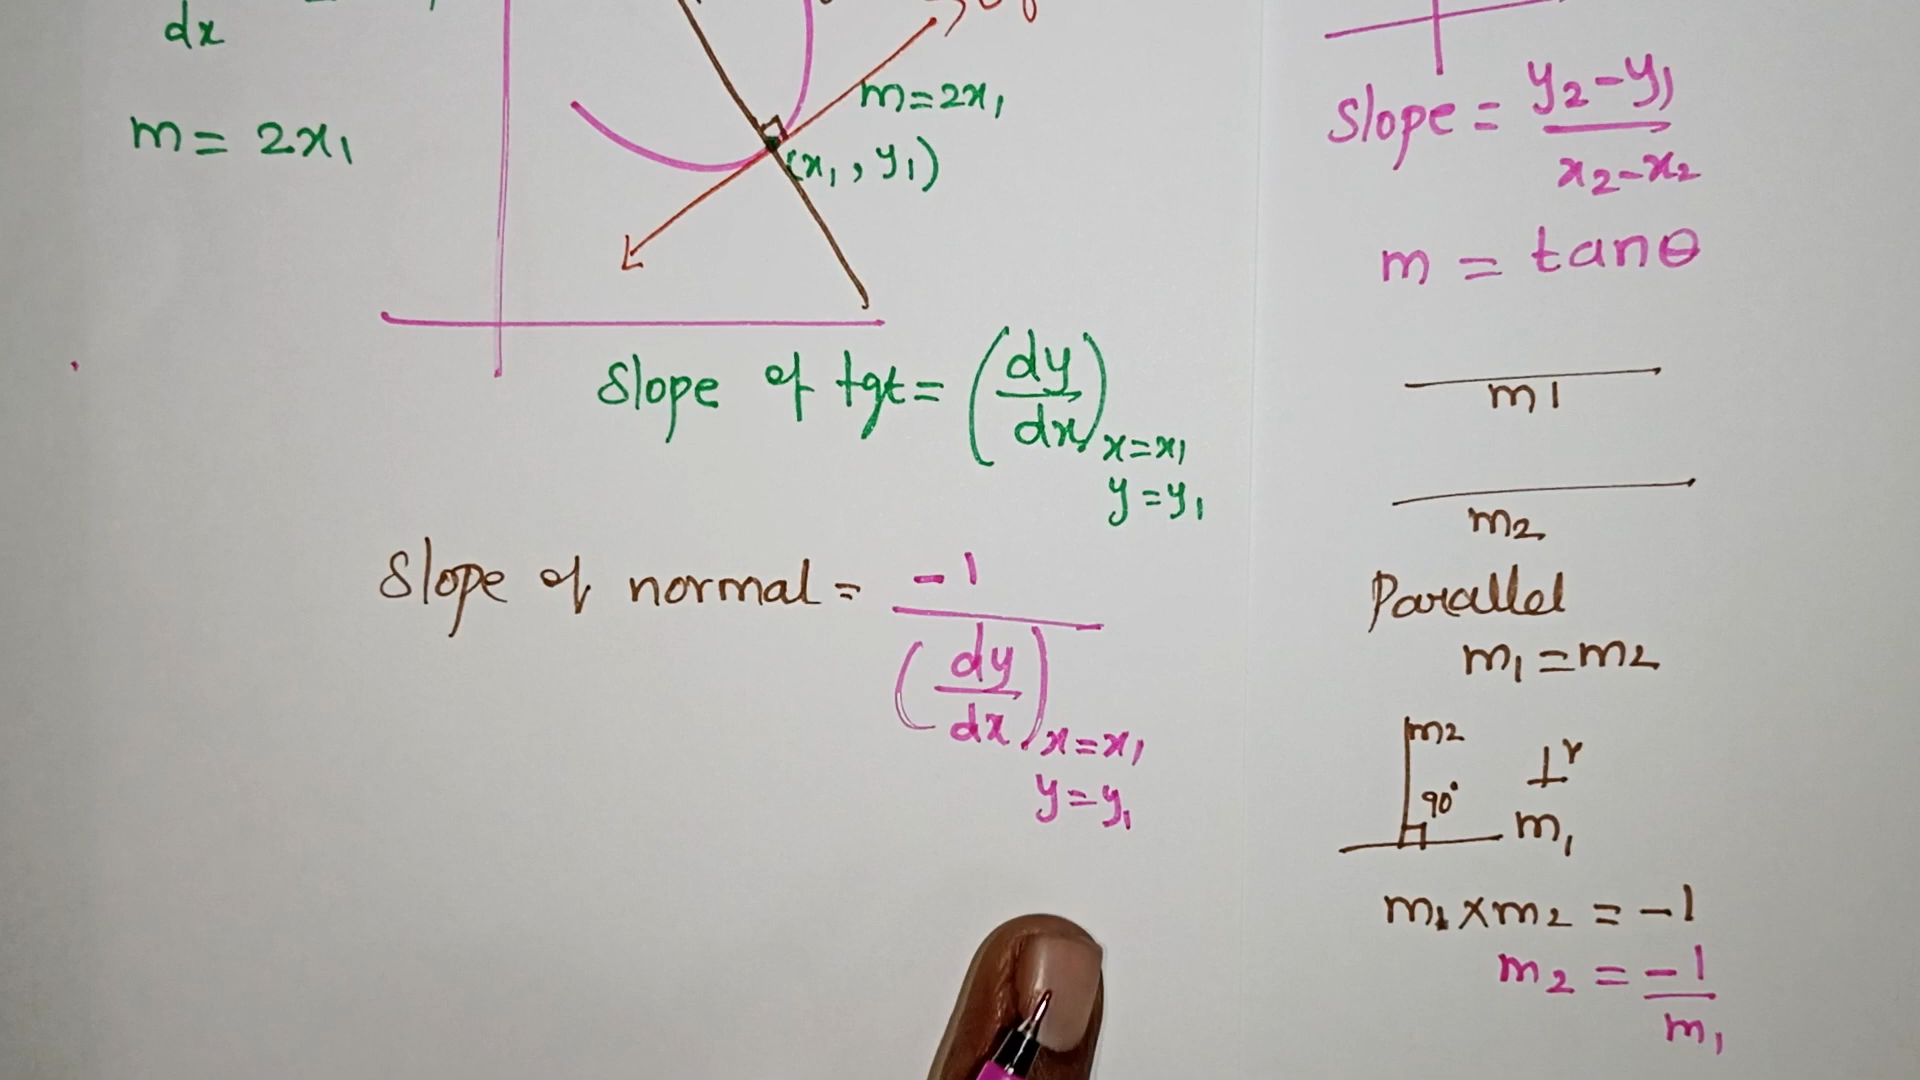 dx
m = 2x₁
m = 2x₁
(x₁, y₁)
Slope of tgt = (dy/dx) x=x₁
y=y₁
Slope of normal = -1
(dy/dx) x=x₁
y=y₁
Slope = y₂-y₁
x₂-x₂
m = tanθ
m1
m₂
Parallel
m₁=m₂
m₂
⊥r
90°
m₁
m₁×m₂ = -1
m₂ = -1
m₁